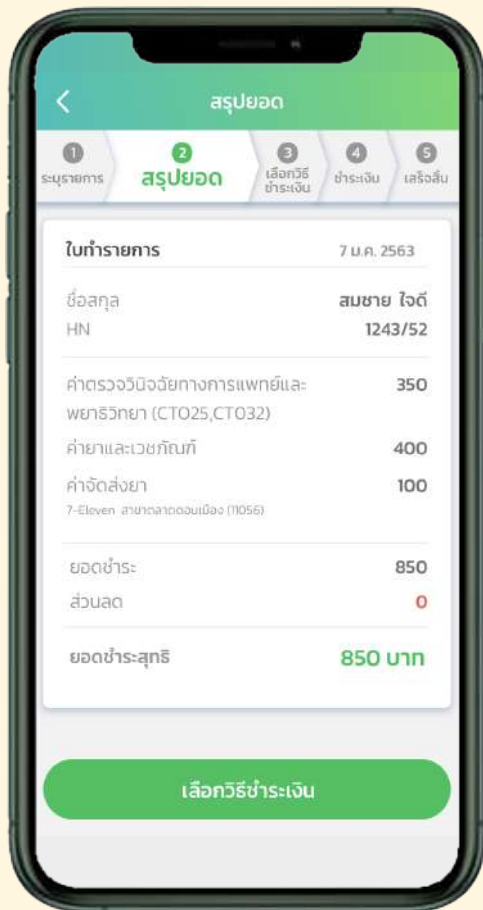 สรุปยอด
1
ระบุรายการ
2
สรุปยอด
3
เลือกวิธี
ชำระเงิน
4
ชำระเงิน
5
เสร็จสิ้น
ใบทำรายการ 7 ม.ค. 2563
ชื่อสกุล สมชาย ใจดี
HN 1243/52
ค่าตรวจวินิจฉัยทางการแพทย์และ 350
พยาธิวิทยา (CTO25,CTO32)
ค่ายาและเวชภัณฑ์ 400
ค่าจัดส่งยา 100
7-Eleven สาขาตลาดดอนเมือง (11056)
ยอดชำระ 850
ส่วนลด 0
ยอดชำระสุทธิ 850 บาท
เลือกวิธีชำระเงิน